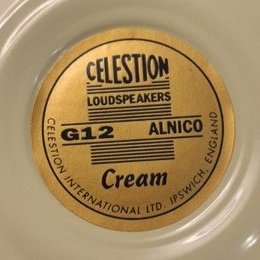 CELESTION
LOUDSPEAKERS
G12 ALNICO
Cream
CELESTION INTERNATIONAL LTD. IPSWICH, ENGLAND